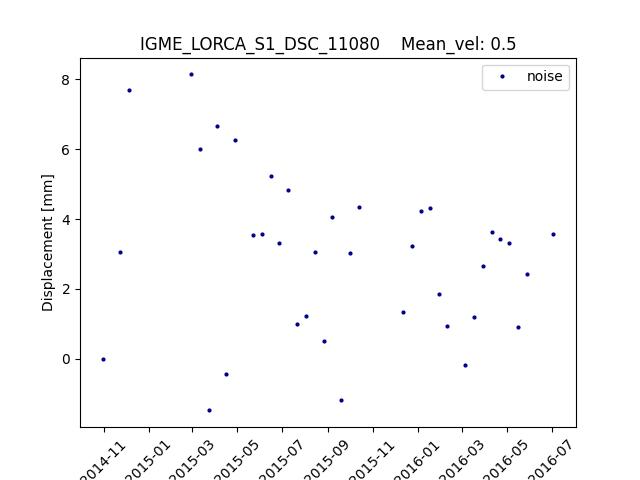 IGME_LORCA_S1_DSC_11080    Mean_vel: 0.5
noise
Displacement [mm]
8
6
4
2
0
2014-11 2015-01 2015-03 2015-05 2015-07 2015-09 2015-11 2016-01 2016-03 2016-05 2016-07